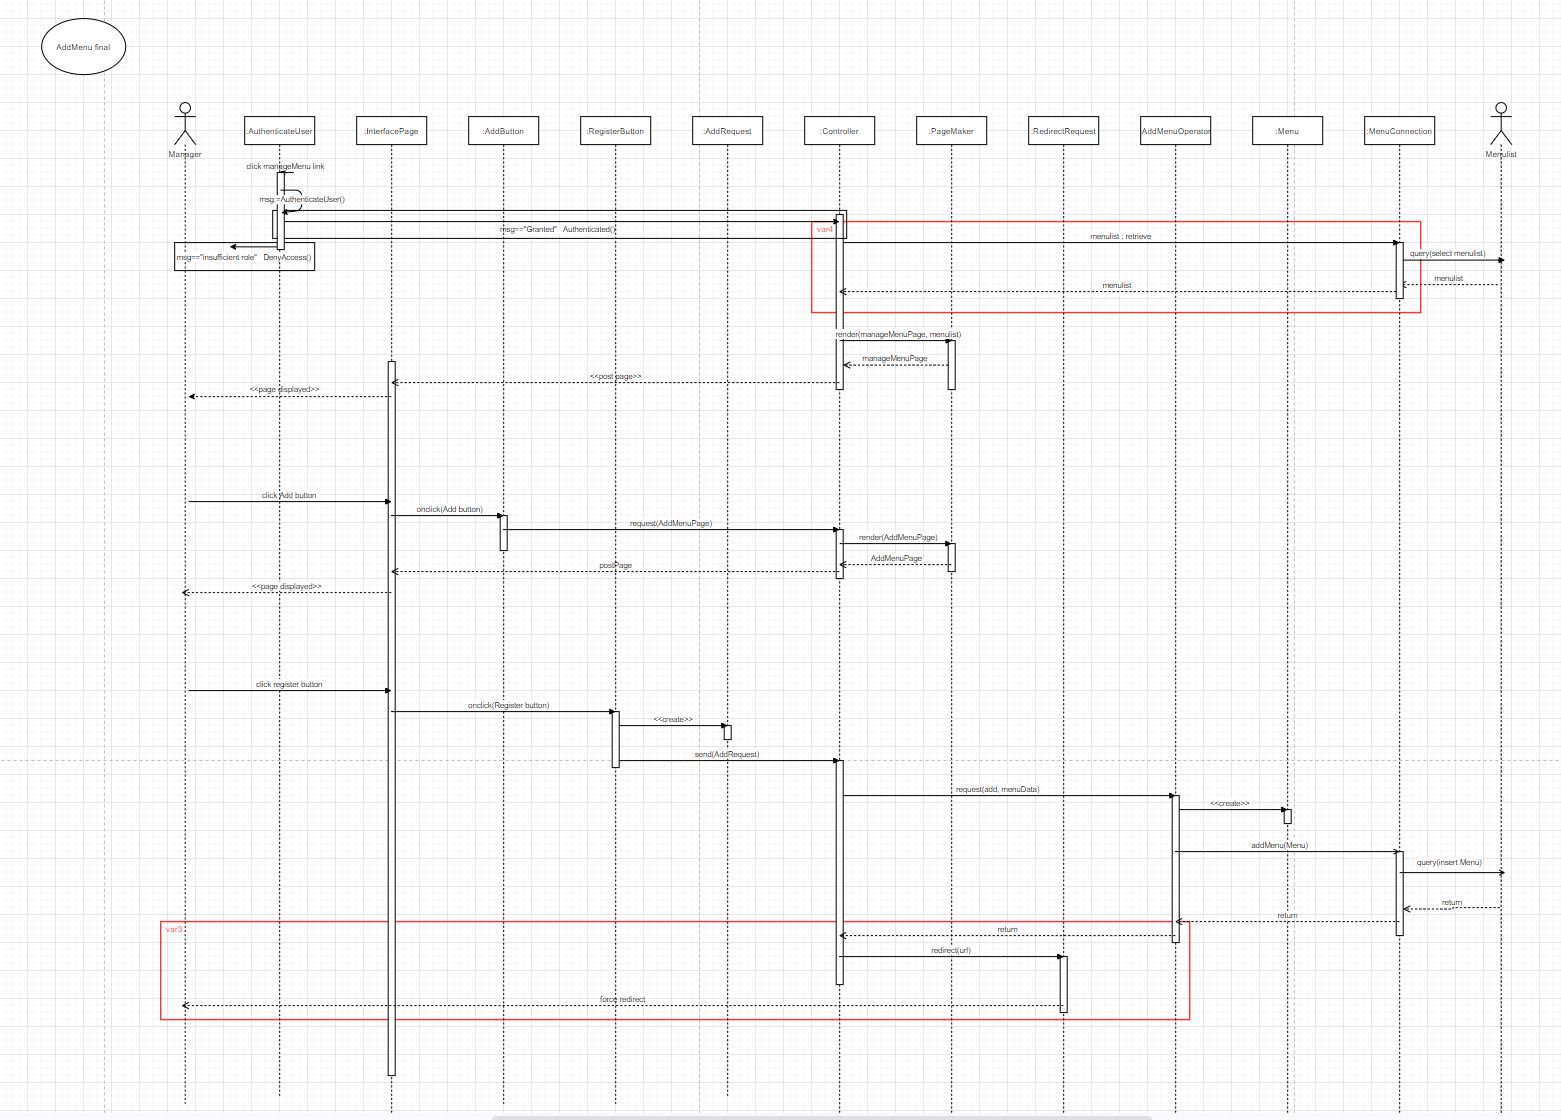 AddMenu final
Manager
:AuthenticateUser
:InterfacePage
:AddButton
:RegisterButton
:AddRequest
:Controller
:PageMaker
:RedirectRequest
AddMenuOperator
:Menu
:MenuConnection
Menulist
click manageMenu link
msg:=AuthenticateUser()
msg=="Granted" Authenticated()
var4
menulist : retrieve
query(select menulist)
msg=="insufficient role" DenyAccess()
menulist
menulist
render(manageMenuPage, menulist)
manageMenuPage
<<post page>>
<<page displayed>>
click Add button
onclick(Add button)
request(AddMenuPage)
render(AddMenuPage)
AddMenuPage
postPage
<<page displayed>>
click register button
onclick(Register button)
<<create>>
send(AddRequest)
request(add, menuData)
<<create>>
addMenu(Menu)
query(insert Menu)
return
return
var3
return
redirect(url)
force redirect